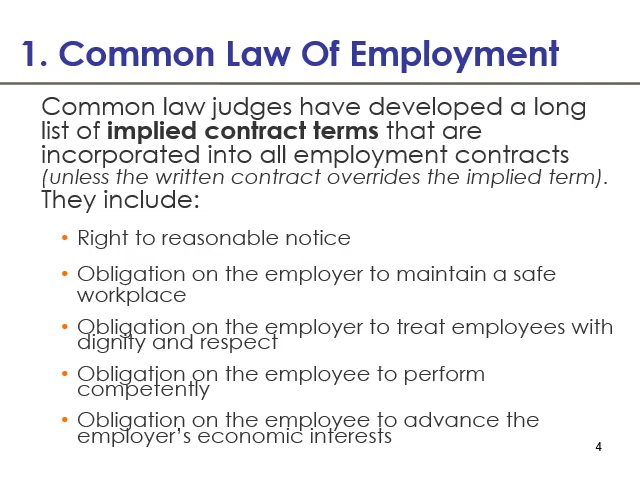 1. Common Law Of Employment
Common law judges have developed a long
list of implied contract terms that are
incorporated into all employment contracts
(unless the written contract overrides the implied term).
They include:
• Right to reasonable notice
• Obligation on the employer to maintain a safe
workplace
• Obligation on the employer to treat employees with
dignity and respect
• Obligation on the employee to perform
competently
• Obligation on the employee to advance the
employer’s economic interests
4